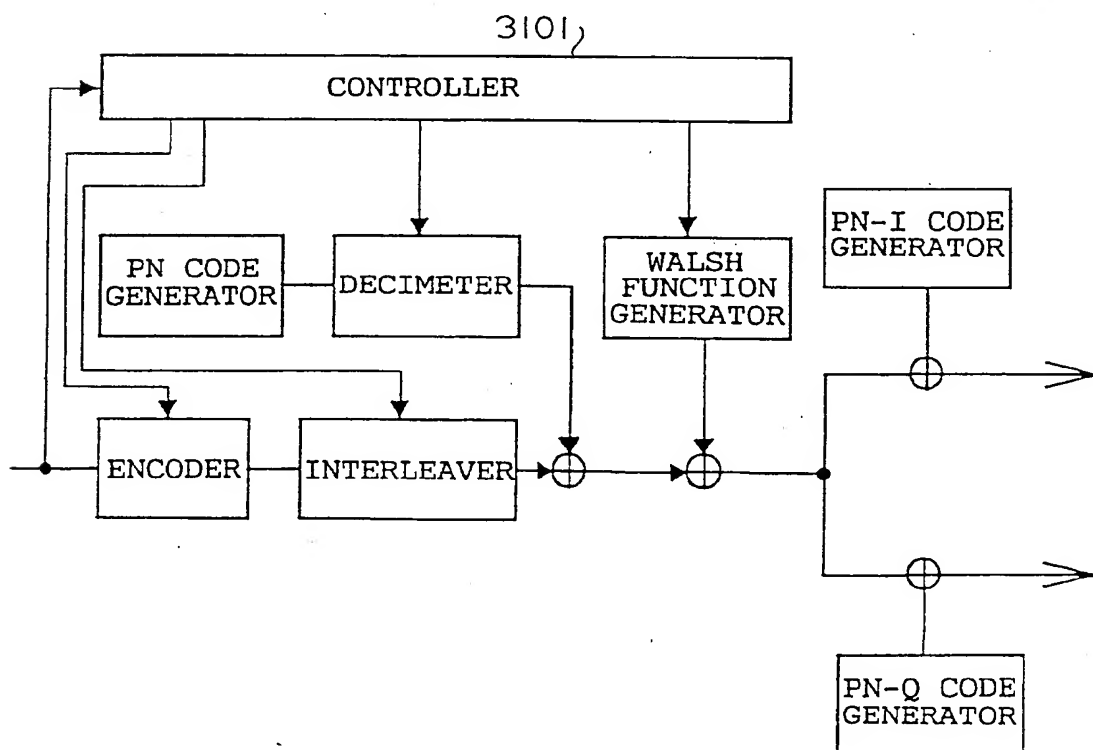 3101
CONTROLLER
PN CODE
GENERATOR
DECIMETER
WALSH
FUNCTION
GENERATOR
PN-I CODE
GENERATOR
ENCODER
INTERLEAVER
PN-Q CODE
GENERATOR